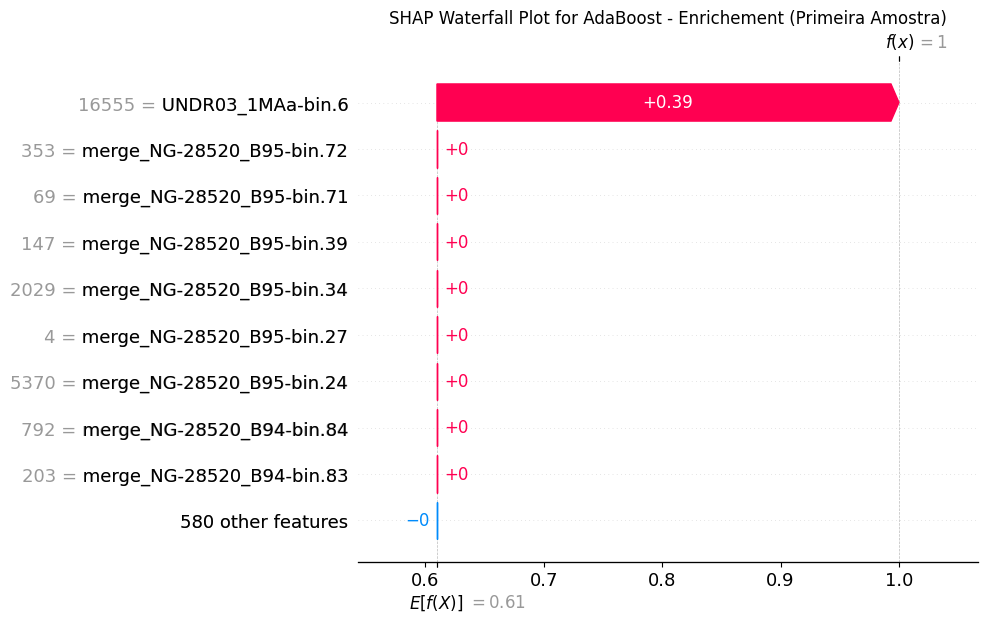 SHAP Waterfall Plot for AdaBoost - Enrichement (Primeira Amostra)
f(x) = 1
16555 = UNDR03_1MAa-bin.6
+0.39
353 = merge_NG-28520_B95-bin.72
+0
69 = merge_NG-28520_B95-bin.71
+0
147 = merge_NG-28520_B95-bin.39
+0
2029 = merge_NG-28520_B95-bin.34
+0
4 = merge_NG-28520_B95-bin.27
+0
5370 = merge_NG-28520_B95-bin.24
+0
792 = merge_NG-28520_B94-bin.84
+0
203 = merge_NG-28520_B94-bin.83
+0
580 other features
−0
0.6 0.7 0.8 0.9 1.0
E[f(X)] = 0.61